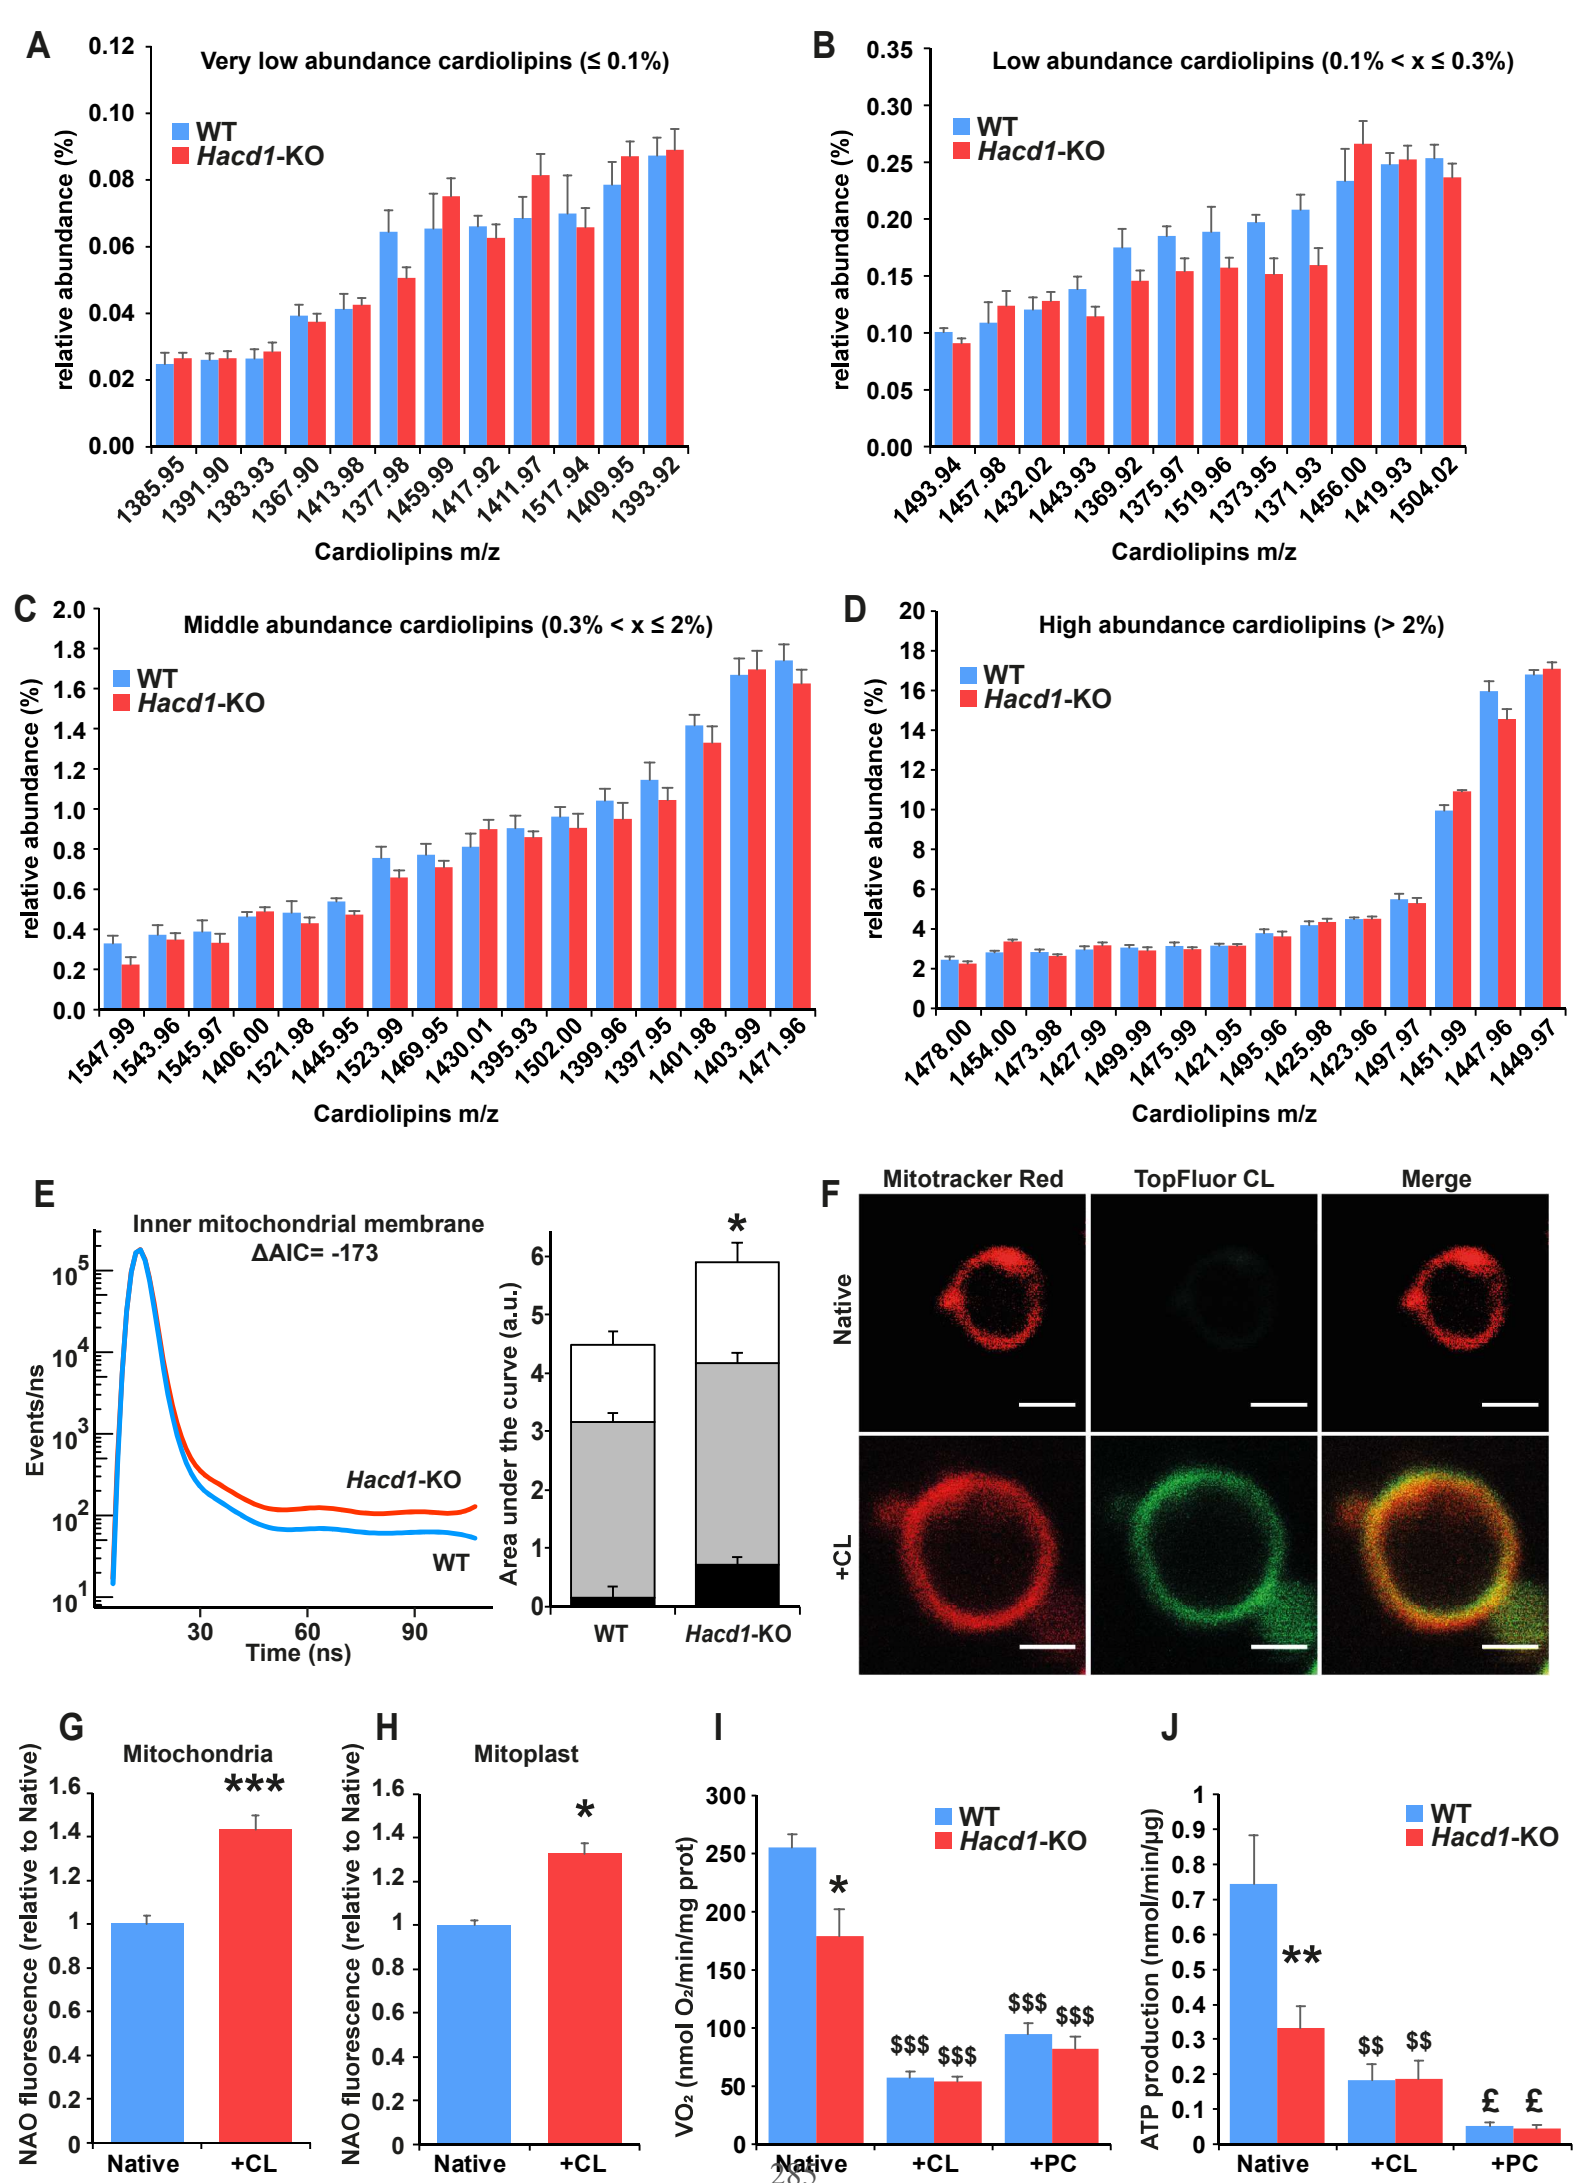 A
Very low abundance cardiolipins (≤ 0.1%)
WT
Hacd1-KO
relative abundance (%)
0.12
0.10
0.08
0.06
0.04
0.02
0.00
1385.95 1391.90 1383.93 1367.90 1413.98 1377.98 1459.99 1417.92 1411.97 1517.94 1409.95 1393.92
Cardiolipins m/z
B
Low abundance cardiolipins (0.1% < x ≤ 0.3%)
WT
Hacd1-KO
relative abundance (%)
0.35
0.30
0.25
0.20
0.15
0.10
0.05
0.00
1493.94 1457.98 1432.02 1443.93 1369.92 1375.97 1519.96 1373.95 1371.93 1456.00 1419.93 1504.02
Cardiolipins m/z
C
Middle abundance cardiolipins (0.3% < x ≤ 2%)
WT
Hacd1-KO
relative abundance (%)
2.0
1.8
1.6
1.4
1.2
1.0
0.8
0.6
0.4
0.2
0.0
1547.99 1543.96 1545.97 1406.00 1521.98 1445.95 1523.99 1469.95 1430.01 1395.93 1502.00 1399.96 1397.95 1401.98 1403.99 1471.96
Cardiolipins m/z
D
High abundance cardiolipins (> 2%)
WT
Hacd1-KO
relative abundance (%)
20
18
16
14
12
10
8
6
4
2
0
1478.00 1454.00 1473.98 1427.99 1499.99 1475.99 1421.95 1495.96 1425.98 1423.96 1497.97 1451.99 1447.96 1449.97
Cardiolipins m/z
E
Inner mitochondrial membrane
ΔAIC= -173
Events/ns
10⁵
10⁴
10³
10²
10¹
Hacd1-KO
WT
30 60 90
Time (ns)
Area under the curve (a.u.)
*
6
5
4
3
2
1
0
WT Hacd1-KO
F
Mitotracker Red TopFluor CL Merge
Native
+CL
G
Mitochondria
NAO fluorescence (relative to Native)
***
1.6
1.4
1.2
1
0.8
0.6
0.4
0.2
0
Native +CL
H
Mitoplast
NAO fluorescence (relative to Native)
*
1.6
1.4
1.2
1
0.8
0.6
0.4
0.2
0
Native +CL
I
WT
Hacd1-KO
VO₂ (nmol O₂/min/mg prot)
300
250
200
150
100
50
0
*
$$$ $$$ $$$ $$$
Native +CL +PC
J
WT
Hacd1-KO
ATP production (nmol/min/µg)
1
0.9
0.8
0.7
0.6
0.5
0.4
0.3
0.2
0.1
0
**
$$ $$ £ £
Native +CL +PC
285